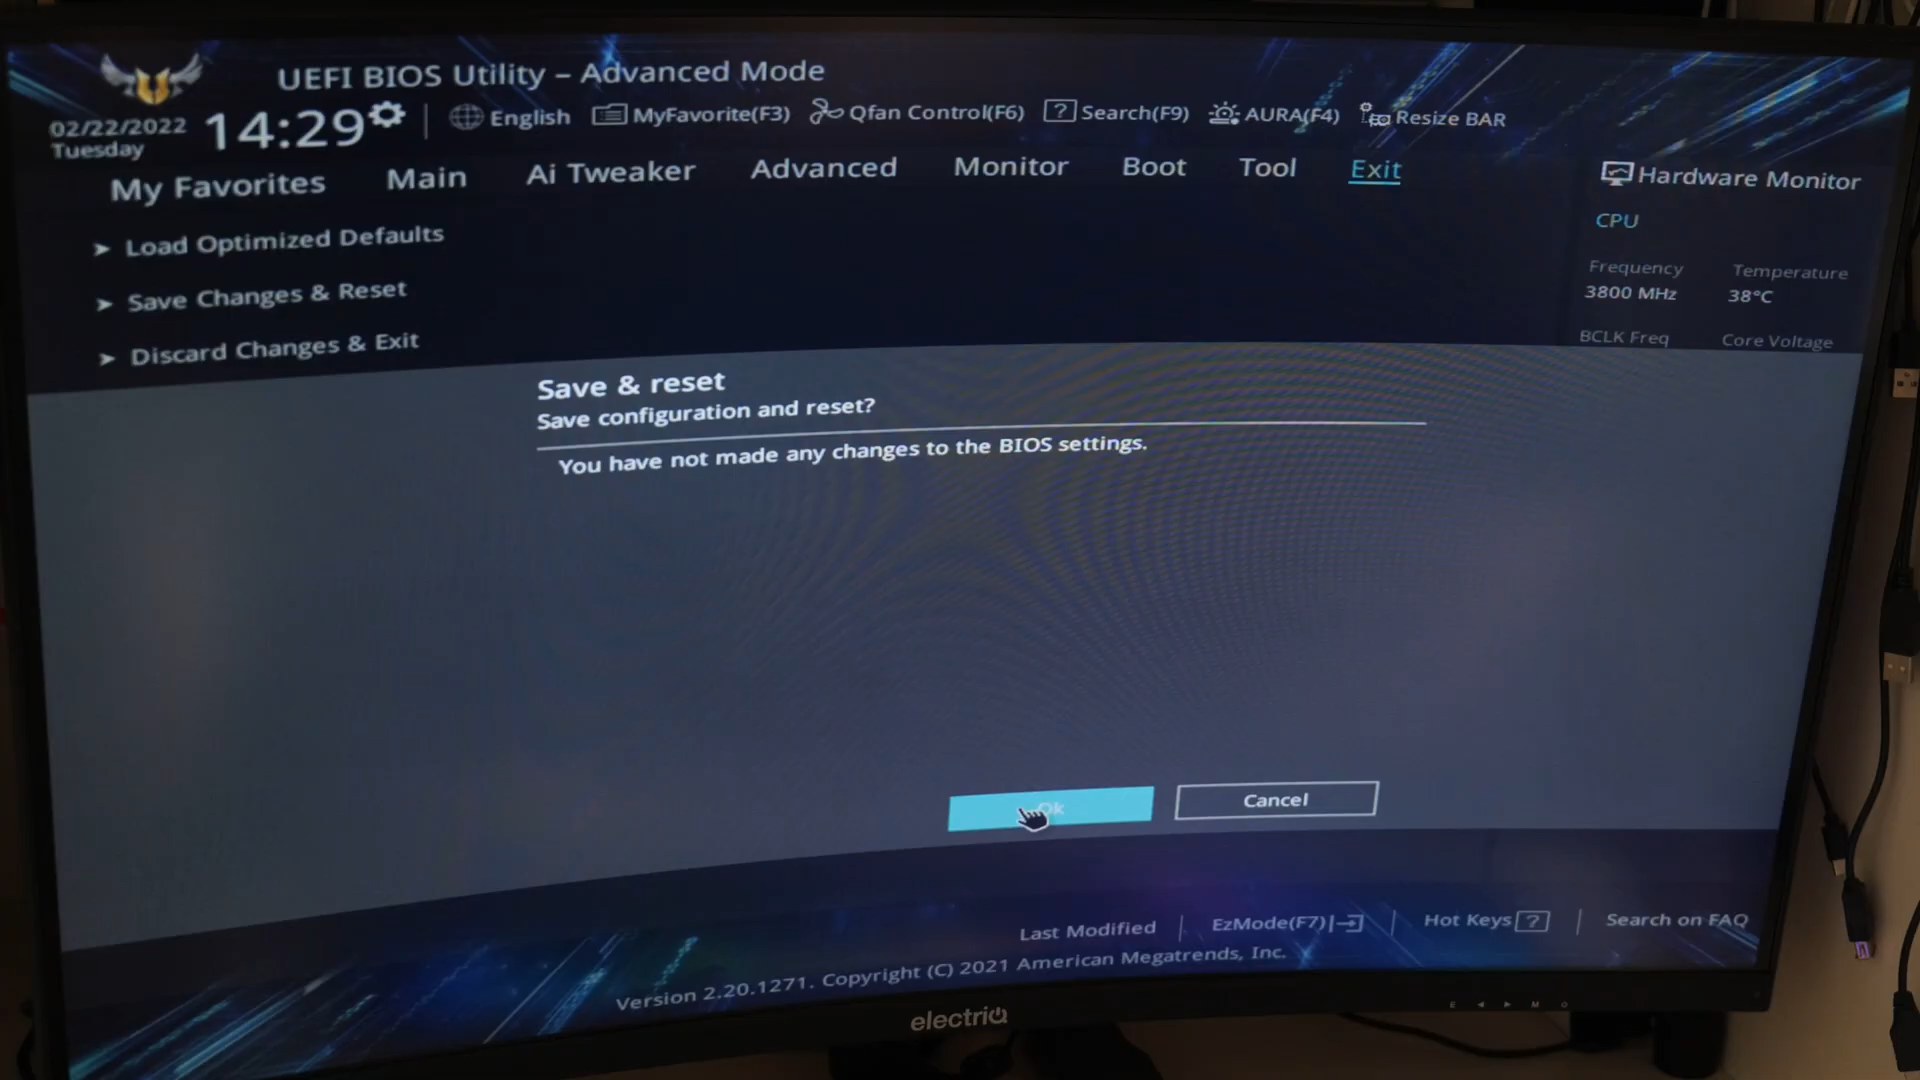 UEFI BIOS Utility – Advanced Mode
02/22/2022
Tuesday
14:29
English
MyFavorite(F3)
Qfan Control(F6)
? Search(F9)
AURA(F4)
Resize BAR
My Favorites
Main
Ai Tweaker
Advanced
Monitor
Boot
Tool
Exit
Hardware Monitor
CPU
Frequency
Temperature
3800 MHz
38°C
BCLK Freq
Core Voltage
Load Optimized Defaults
Save Changes & Reset
Discard Changes & Exit
Save & reset
Save configuration and reset?
You have not made any changes to the BIOS settings.
Ok
Cancel
Last Modified
EzMode(F7)
Hot Keys ?
Search on FAQ
Version 2.20.1271. Copyright (C) 2021 American Megatrends, Inc.
electriq